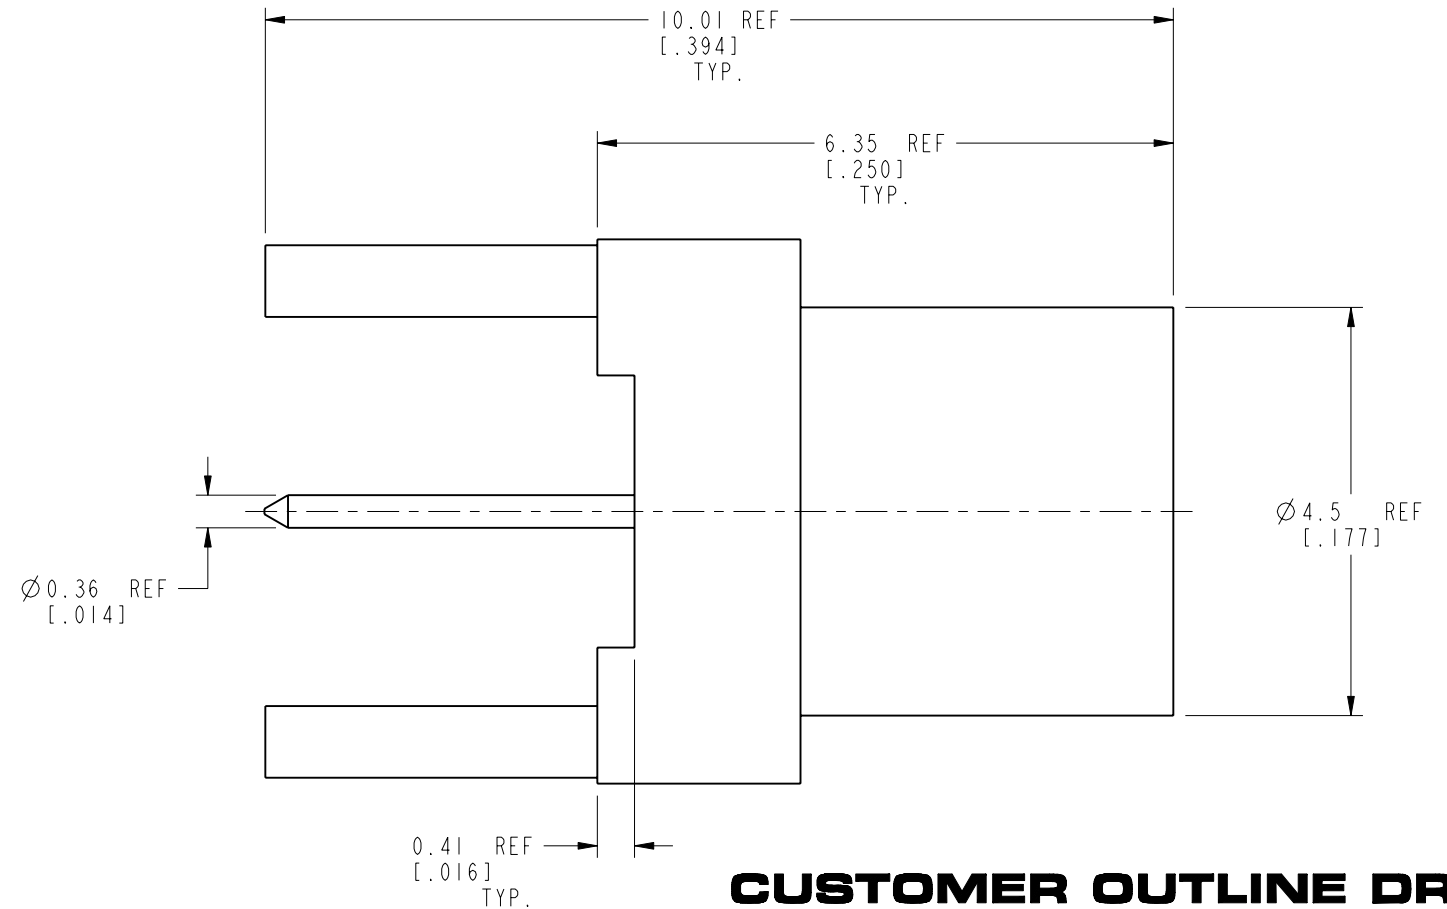 10.01 REF
[.394]
TYP.
6.35 REF
[.250]
TYP.
Ø4.5 REF
[.177]
Ø0.36 REF
[.014]
0.41 REF
[.016]
TYP.
CUSTOMER OUTLINE DR